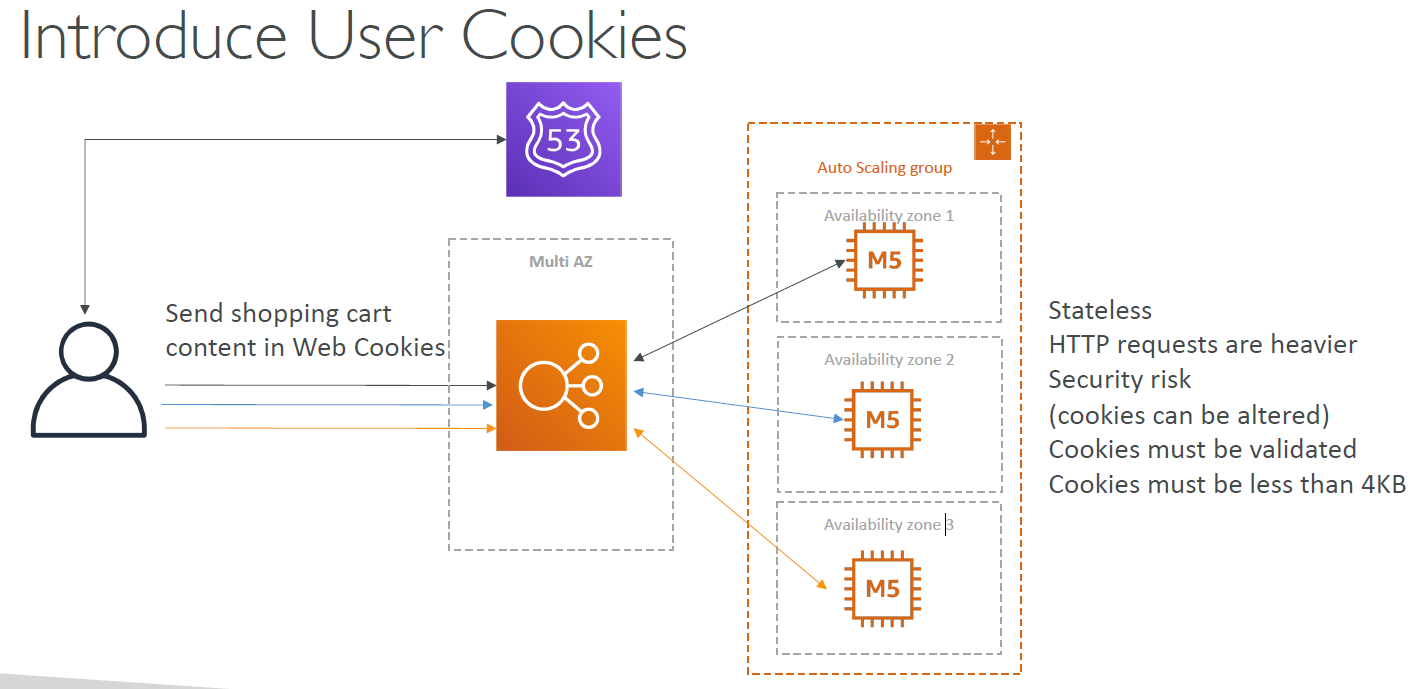 Introduce User Cookies
53
Auto Scaling group
Availability zone 1
M5
Multi AZ
Send shopping cart
content in Web Cookies
Availability zone 2
M5
Availability zone 3
M5
Stateless
HTTP requests are heavier
Security risk
(cookies can be altered)
Cookies must be validated
Cookies must be less than 4KB